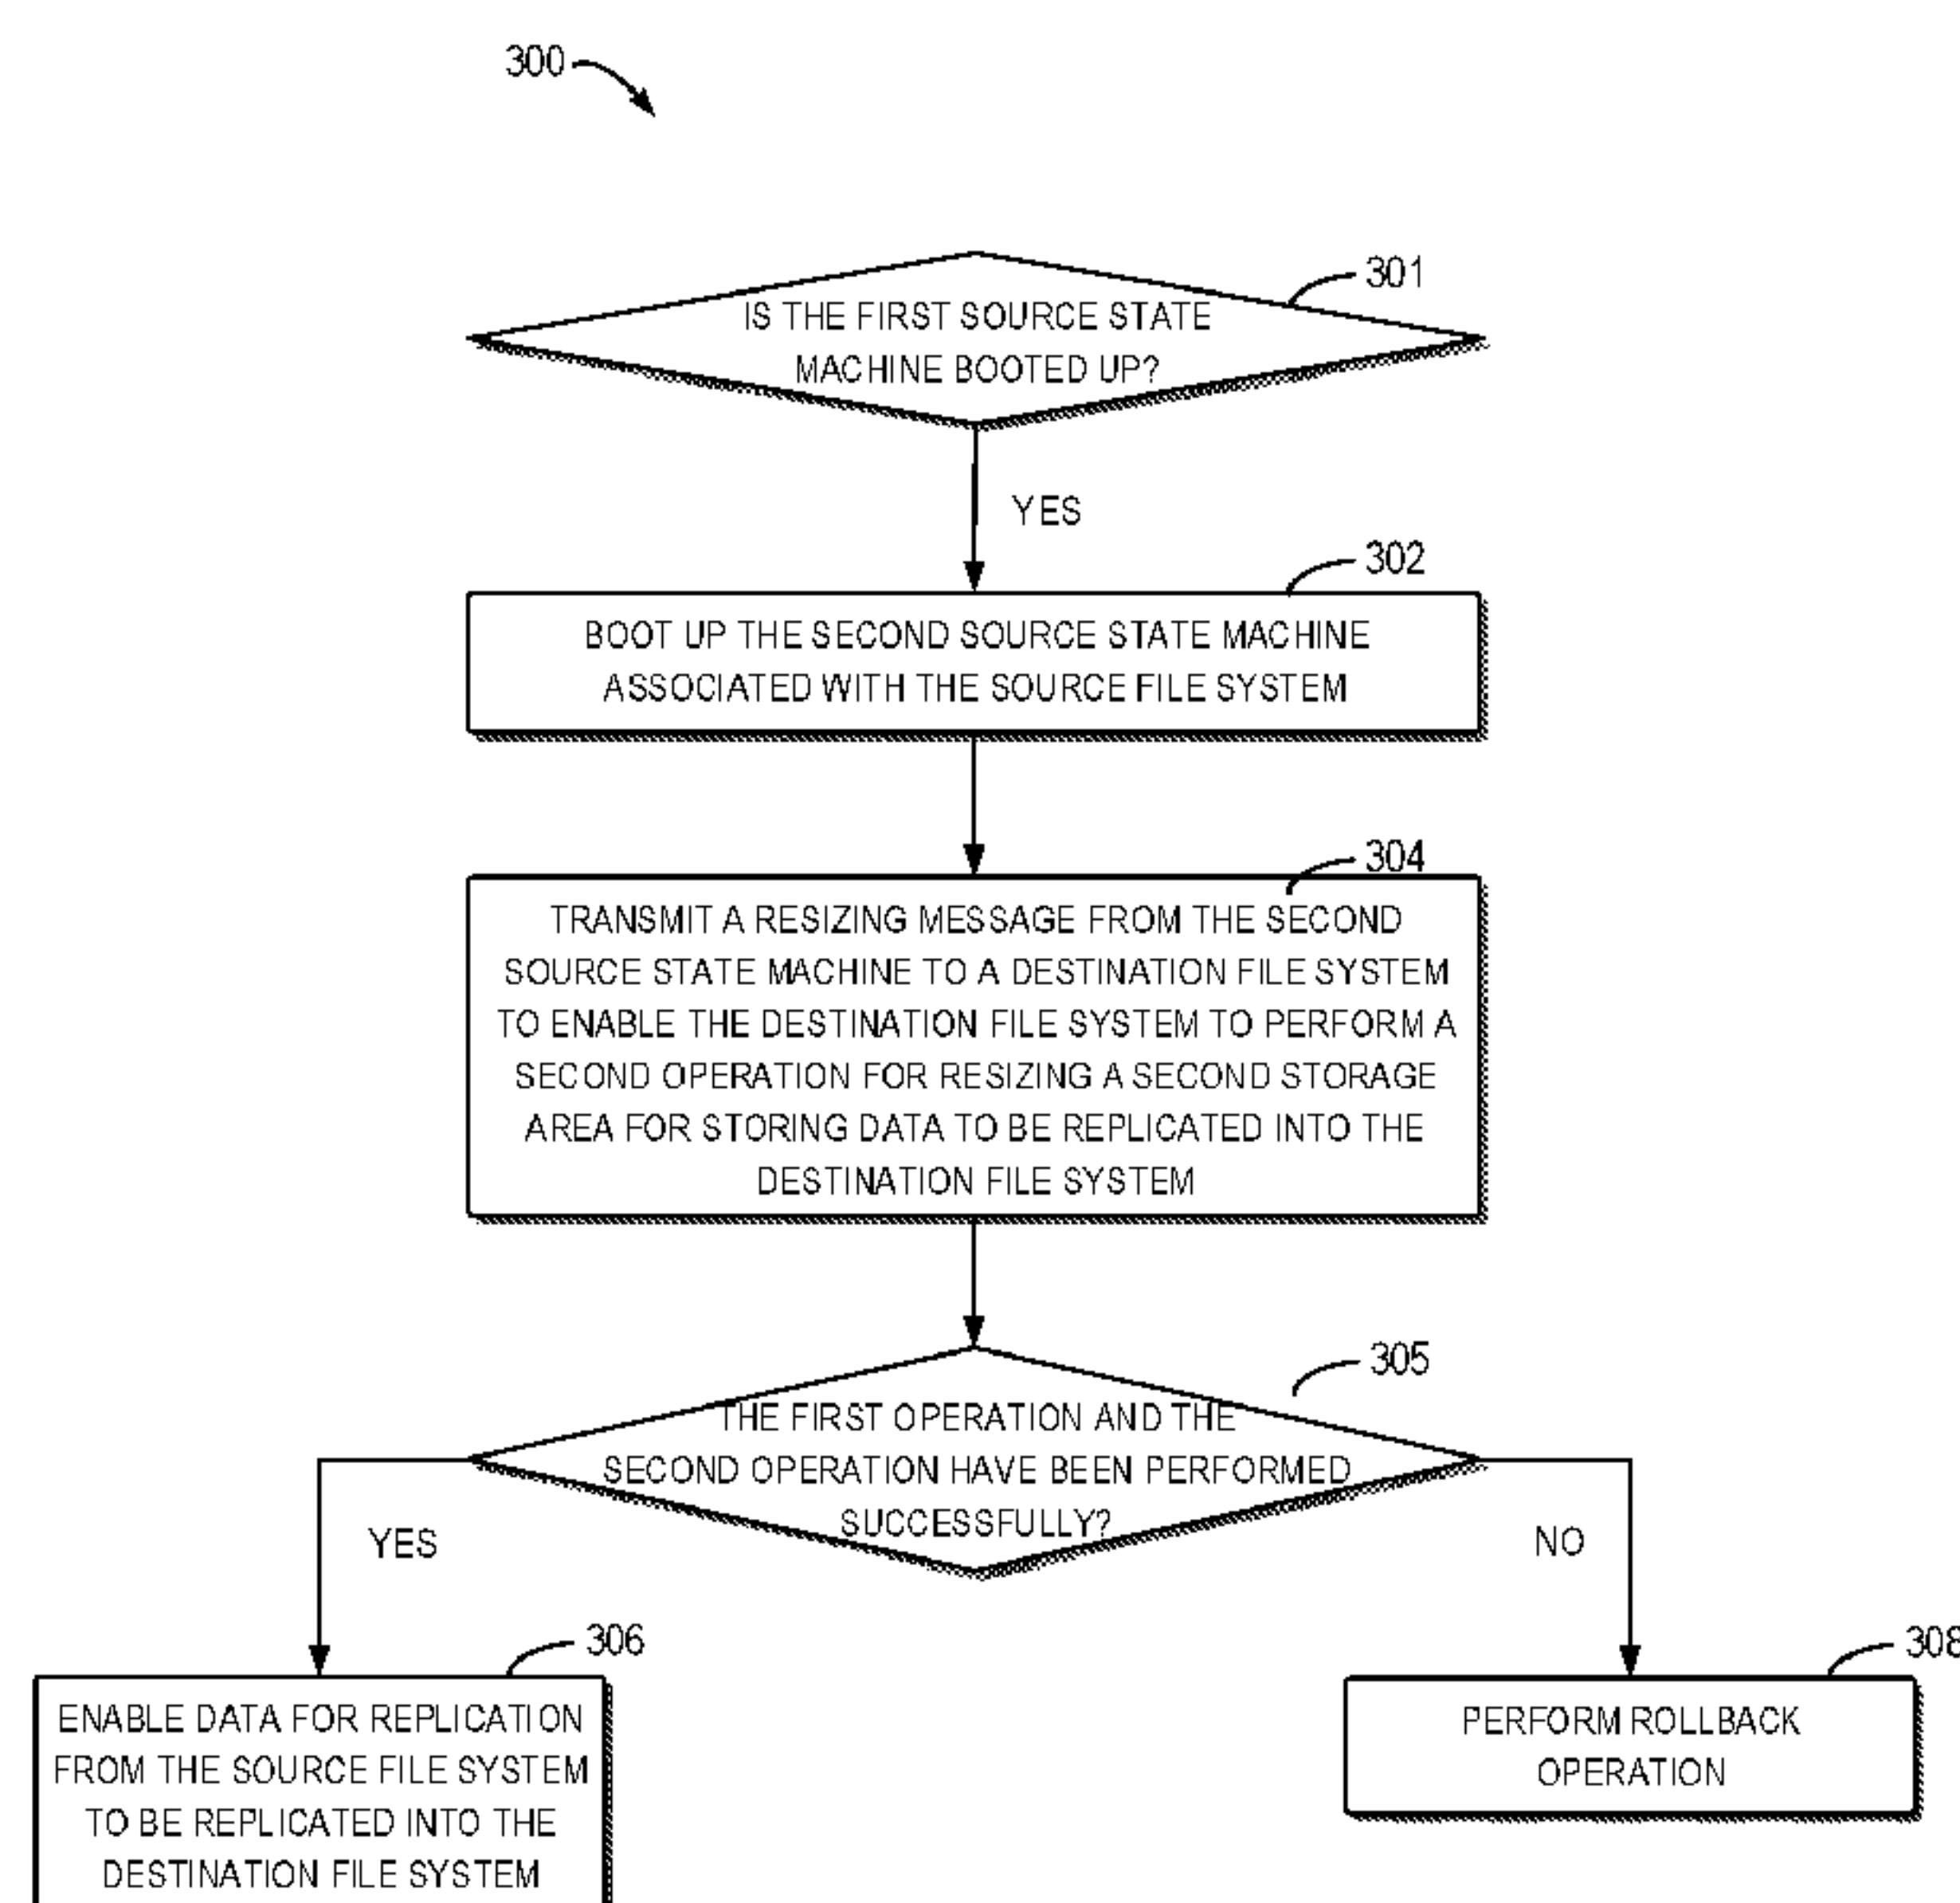 300
301
IS THE FIRST SOURCE STATE
MACHINE BOOTED UP?
YES
302
BOOT UP THE SECOND SOURCE STATE MACHINE
ASSOCIATED WITH THE SOURCE FILE SYSTEM
304
TRANSMIT A RESIZING MESSAGE FROM THE SECOND
SOURCE STATE MACHINE TO A DESTINATION FILE SYSTEM
TO ENABLE THE DESTINATION FILE SYSTEM TO PERFORM A
SECOND OPERATION FOR RESIZING A SECOND STORAGE
AREA FOR STORING DATA TO BE REPLICATED INTO THE
DESTINATION FILE SYSTEM
305
THE FIRST OPERATION AND THE
SECOND OPERATION HAVE BEEN PERFORMED
SUCCESSFULLY?
YES
NO
306
ENABLE DATA FOR REPLICATION
FROM THE SOURCE FILE SYSTEM
TO BE REPLICATED INTO THE
DESTINATION FILE SYSTEM
308
PERFORM ROLLBACK
OPERATION